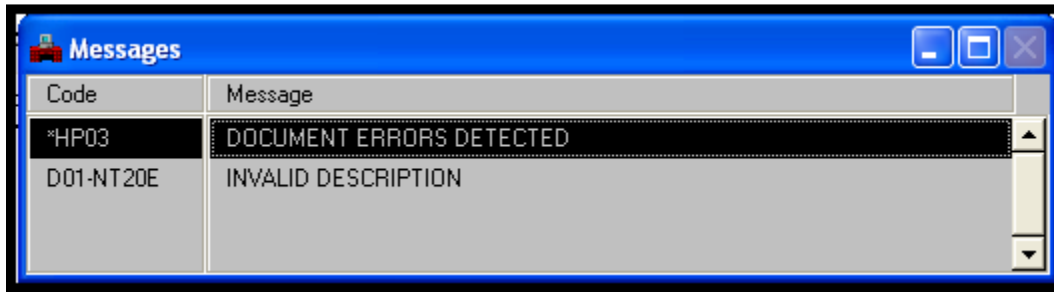 Messages
Code Message
*HP03 DOCUMENT ERRORS DETECTED
D01-NT20E INVALID DESCRIPTION